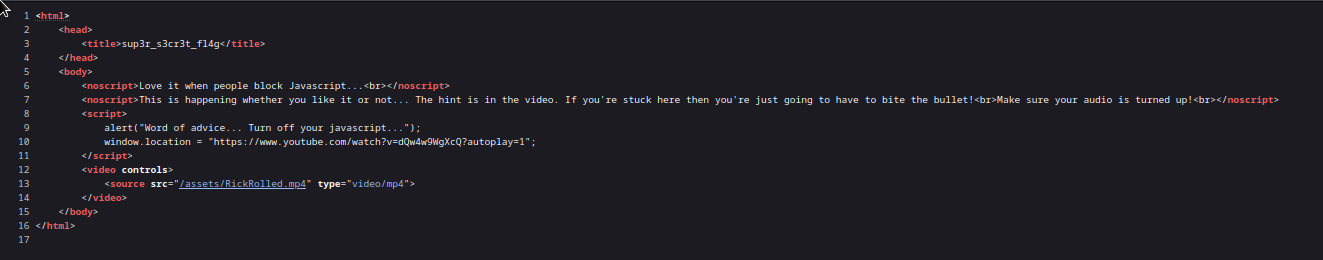 1 <html>
2 <head>
3 <title>sup3r_s3cr3t_fl4g</title>
4 </head>
5 <body>
6 <noscript>Love it when people block Javascript...<br></noscript>
7 <noscript>This is happening whether you like it or not... The hint is in the video. If you're stuck here then you're just going to have to bite the bullet!<br>Make sure your audio is turned up!<br></noscript>
8 <script>
9 alert("Word of advice... Turn off your javascript...");
10 window.location = "https://www.youtube.com/watch?v=dQw4w9WgXcQ?autoplay=1";
11 </script>
12 <video controls>
13 <source src="/assets/RickRolled.mp4" type="video/mp4">
14 </video>
15 </body>
16 </html>
17